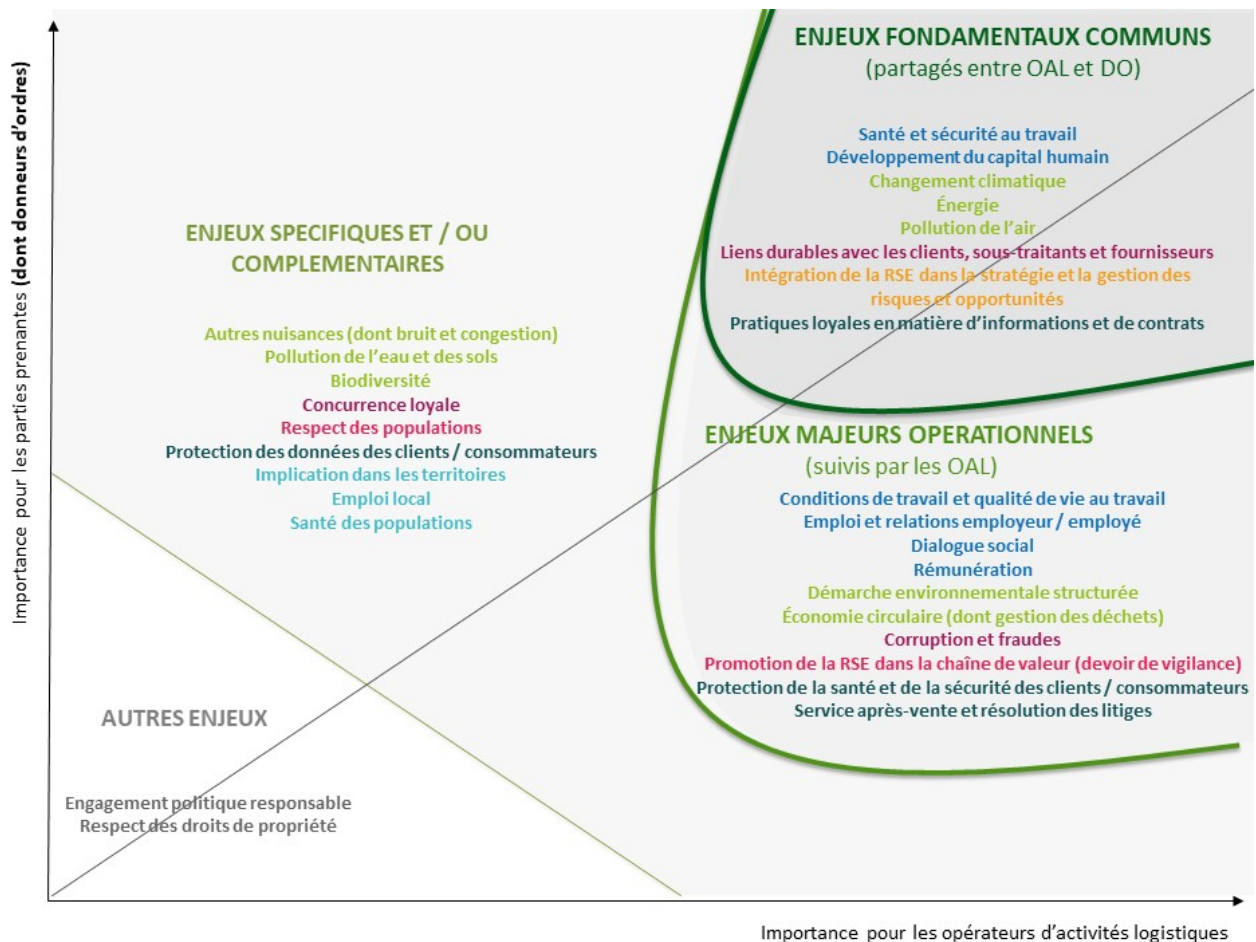 Importance pour les parties prenantes (dont donneurs d'ordres)
ENJEUX FONDAMENTAUX COMMUNS
(partagés entre OAL et DO)
Santé et sécurité au travail
Développement du capital humain
Changement climatique
Énergie
Pollution de l'air
Liens durables avec les clients, sous-traitants et fournisseurs
Intégration de la RSE dans la stratégie et la gestion des
risques et opportunités
Pratiques loyales en matière d'informations et de contrats
ENJEUX SPECIFIQUES ET / OU
COMPLEMENTAIRES
Autres nuisances (dont bruit et congestion)
Pollution de l'eau et des sols
Biodiversité
Concurrence loyale
Respect des populations
Protection des données des clients / consommateurs
Implication dans les territoires
Emploi local
Santé des populations
ENJEUX MAJEURS OPERATIONNELS
(suivis par les OAL)
Conditions de travail et qualité de vie au travail
Emploi et relations employeur / employé
Dialogue social
Rémunération
Démarche environnementale structurée
Économie circulaire (dont gestion des déchets)
Corruption et fraudes
Promotion de la RSE dans la chaîne de valeur (devoir de vigilance)
Protection de la santé et de la sécurité des clients / consommateurs
Service après-vente et résolution des litiges
AUTRES ENJEUX
Engagement politique responsable
Respect des droits de propriété
Importance pour les opérateurs d'activités logistiques